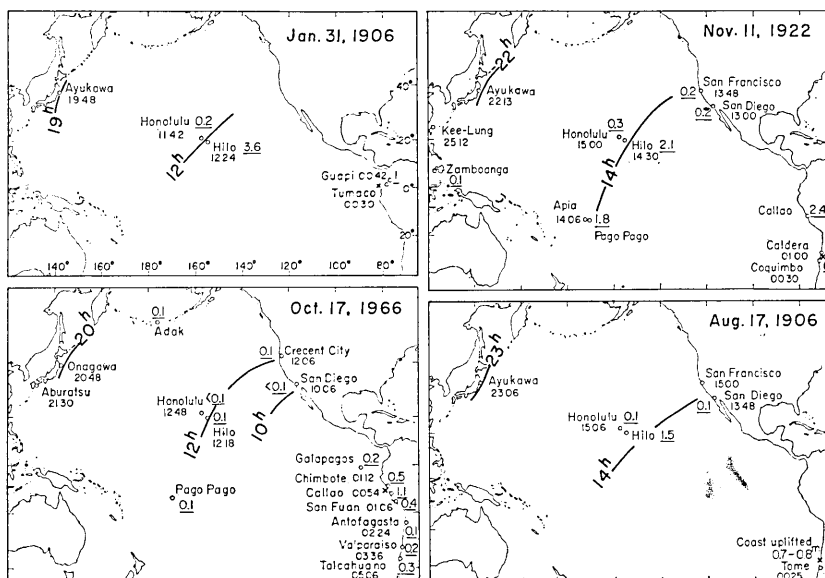 Jan. 31, 1906
Ayukawa
1948
19h
Honolulu 0.2
1142
Hilo 3.6
1224
12h
Guapi 0042
Tumaco
0030
40°
20°
0°
20°
140° 160° 180° 160° 140° 120° 100° 80°
Nov. 11, 1922
22h
Ayukawa
2213
Kee-Lung
2512
Zamboanga
0.1
0.3
Honolulu
1500
Hilo 2.1
1430
14h
0.2
San Francisco
1348
San Diego
1300
0.2
Apia
1406
1.8
Pago Pago
Callao 2.4
Caldera
0100
Coquimbo
0030
Oct. 17, 1966
20h
0.1
Adak
Onagawa
2048
Aburatsu
2130
0.1 Crecent City
1206
<0.1 San Diego
1006
Honolulu <0.1
1248
0.1
Hilo
1218
12h
10h
Pago Pago
0.1
Galapagos 0.2
Chimbote 0112 0.5
Callao 0054 1.1
San Fuan 0106 0.4
Antofagasta
0224 0.1
Valparaiso
0336 0.2
Talcahuano
0506 0.3
Aug. 17, 1906
23h
Ayukawa
2306
San Francisco
1500
San Diego
1348
0.1
Honolulu 0.1
1506
Hilo 1.5
14h
Coast uplifted
0.7-0.8m
Tome
0025